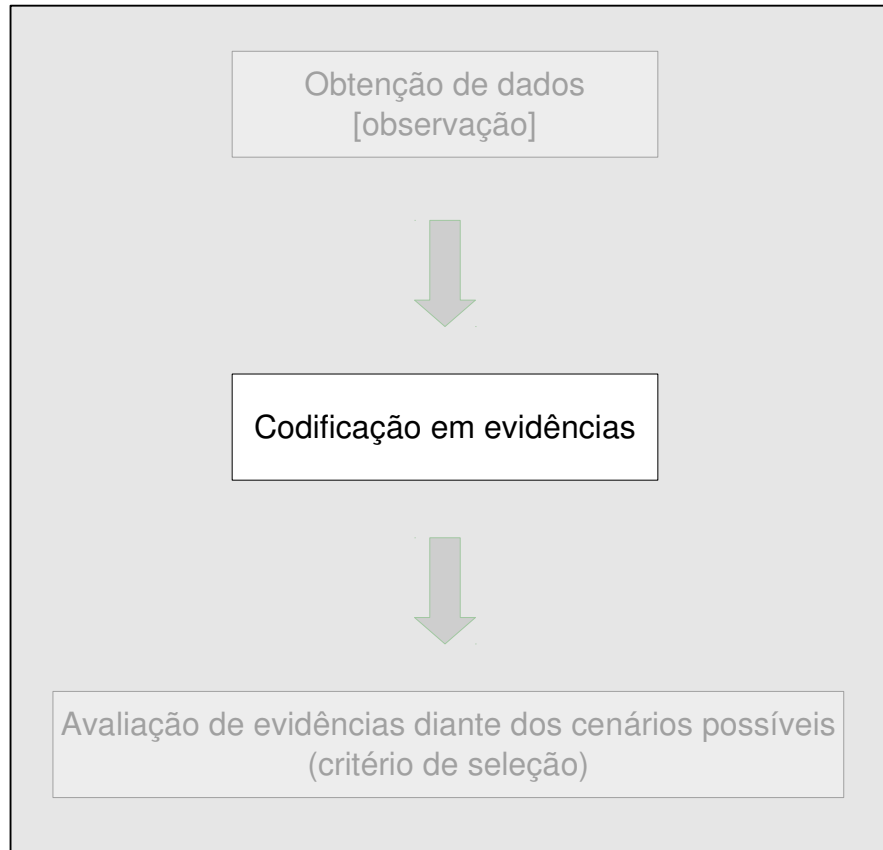 Obtenção de dados
[observação]
Codificação em evidências
Avaliação de evidências diante dos cenários possíveis
(critério de seleção)